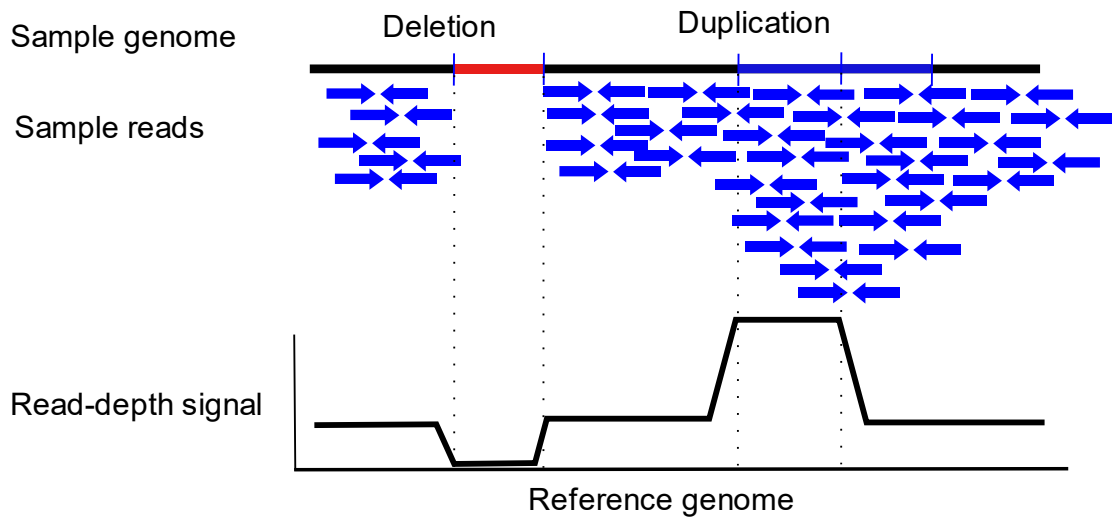 Sample genome
Deletion
Duplication
Sample reads
Read-depth signal
Reference genome